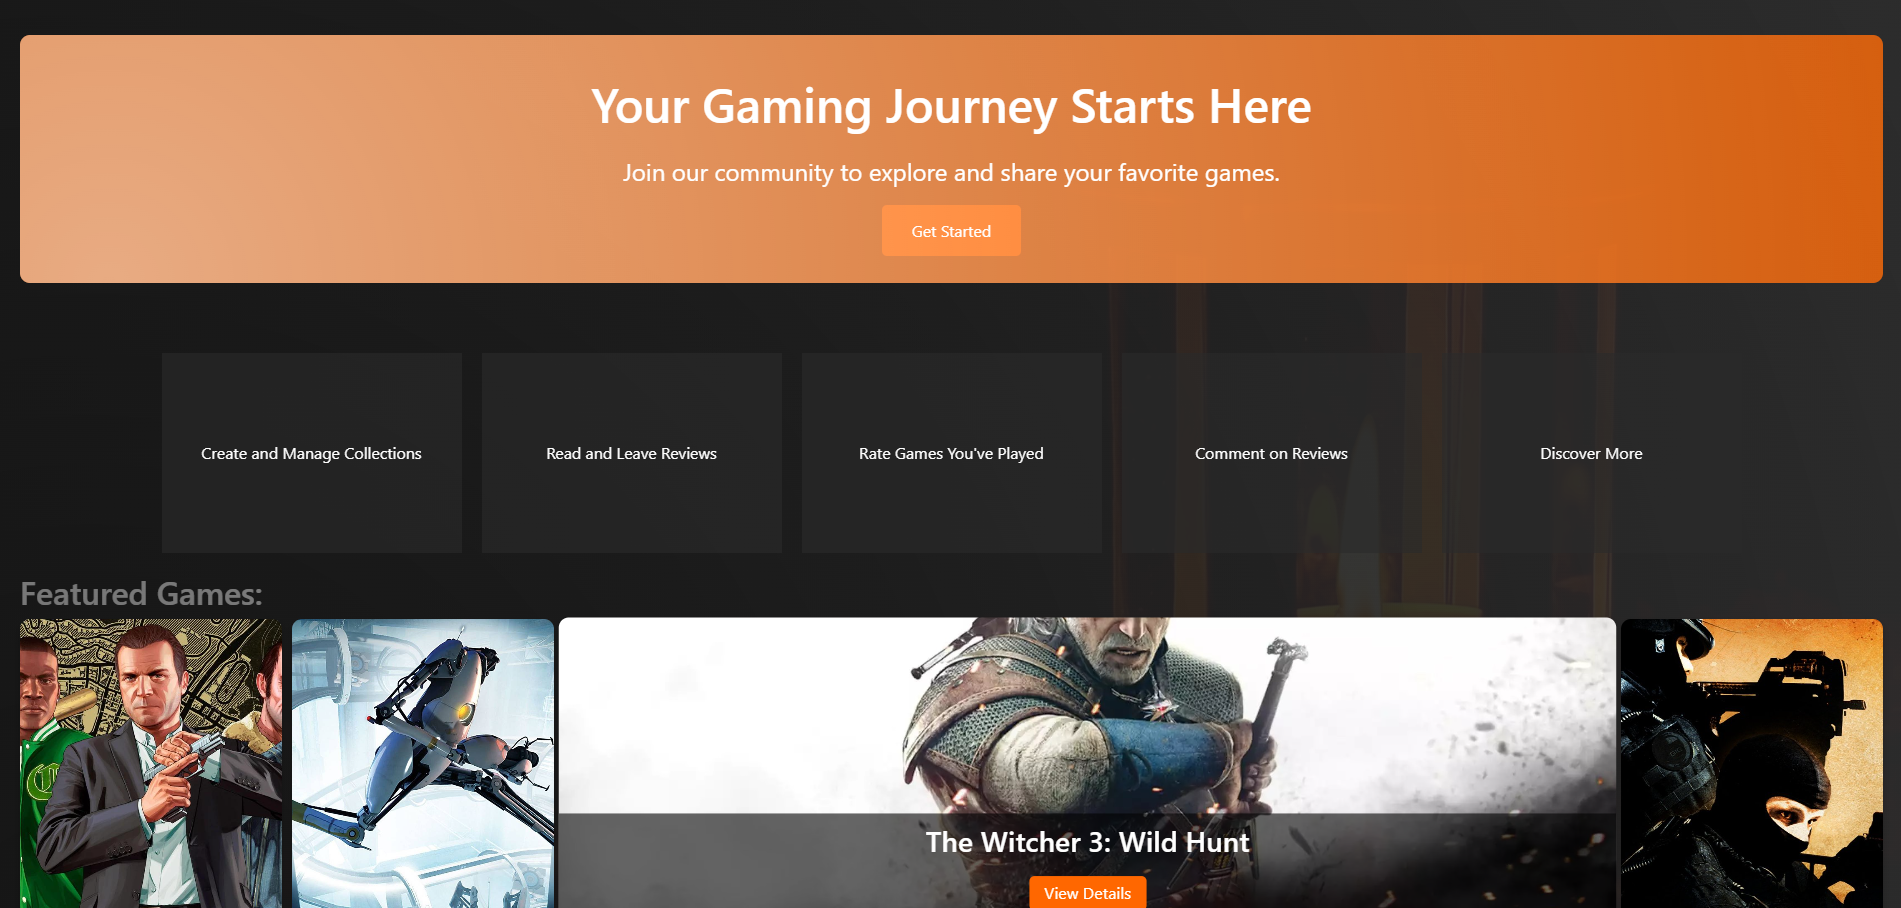 Your Gaming Journey Starts Here
Join our community to explore and share your favorite games.
Get Started
Create and Manage Collections
Read and Leave Reviews
Rate Games You've Played
Comment on Reviews
Discover More
Featured Games:
The Witcher 3: Wild Hunt
View Details